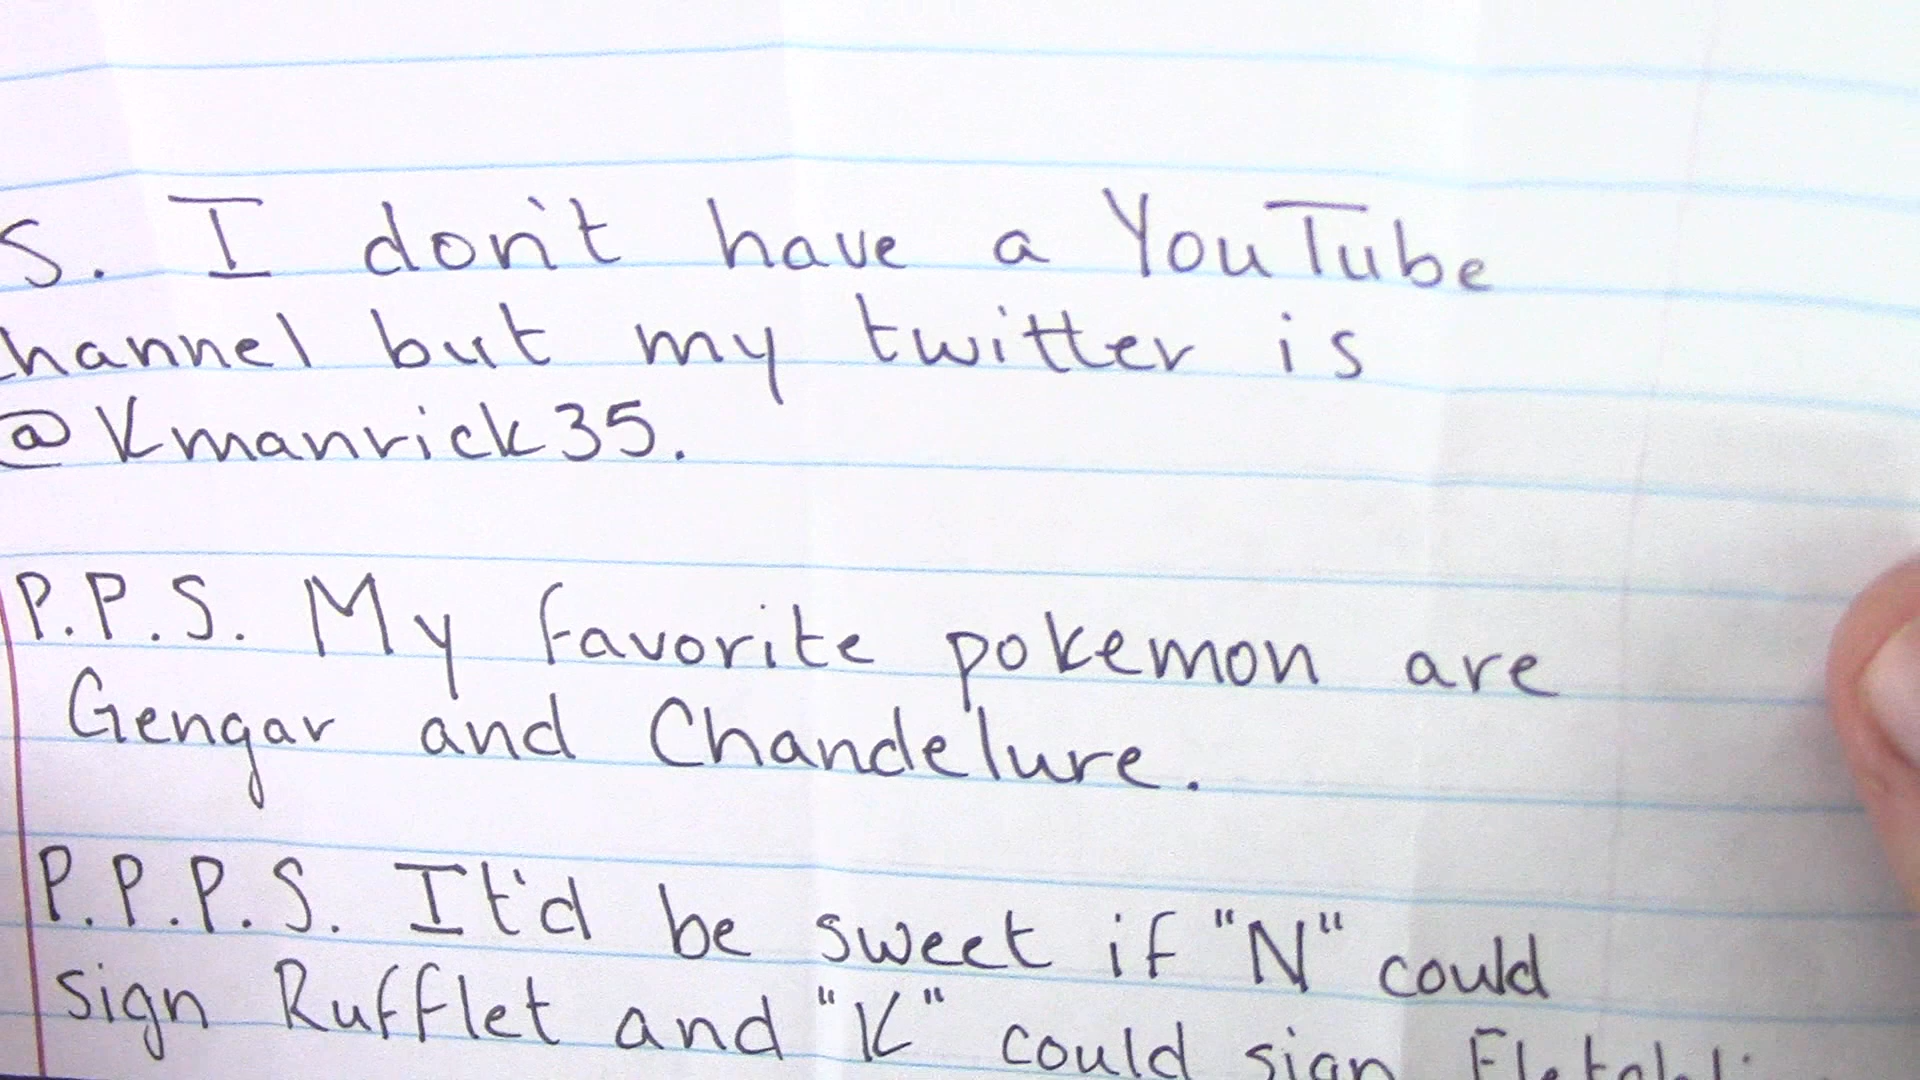 S. I don't have a YouTube
hannel but my twitter is
@Kmanrick35.
P.P.S. My favorite pokemon are
Gengar and Chandelure.
P.P.P.S. It'd be sweet if "N" could
sign Rufflet and "K" could sign